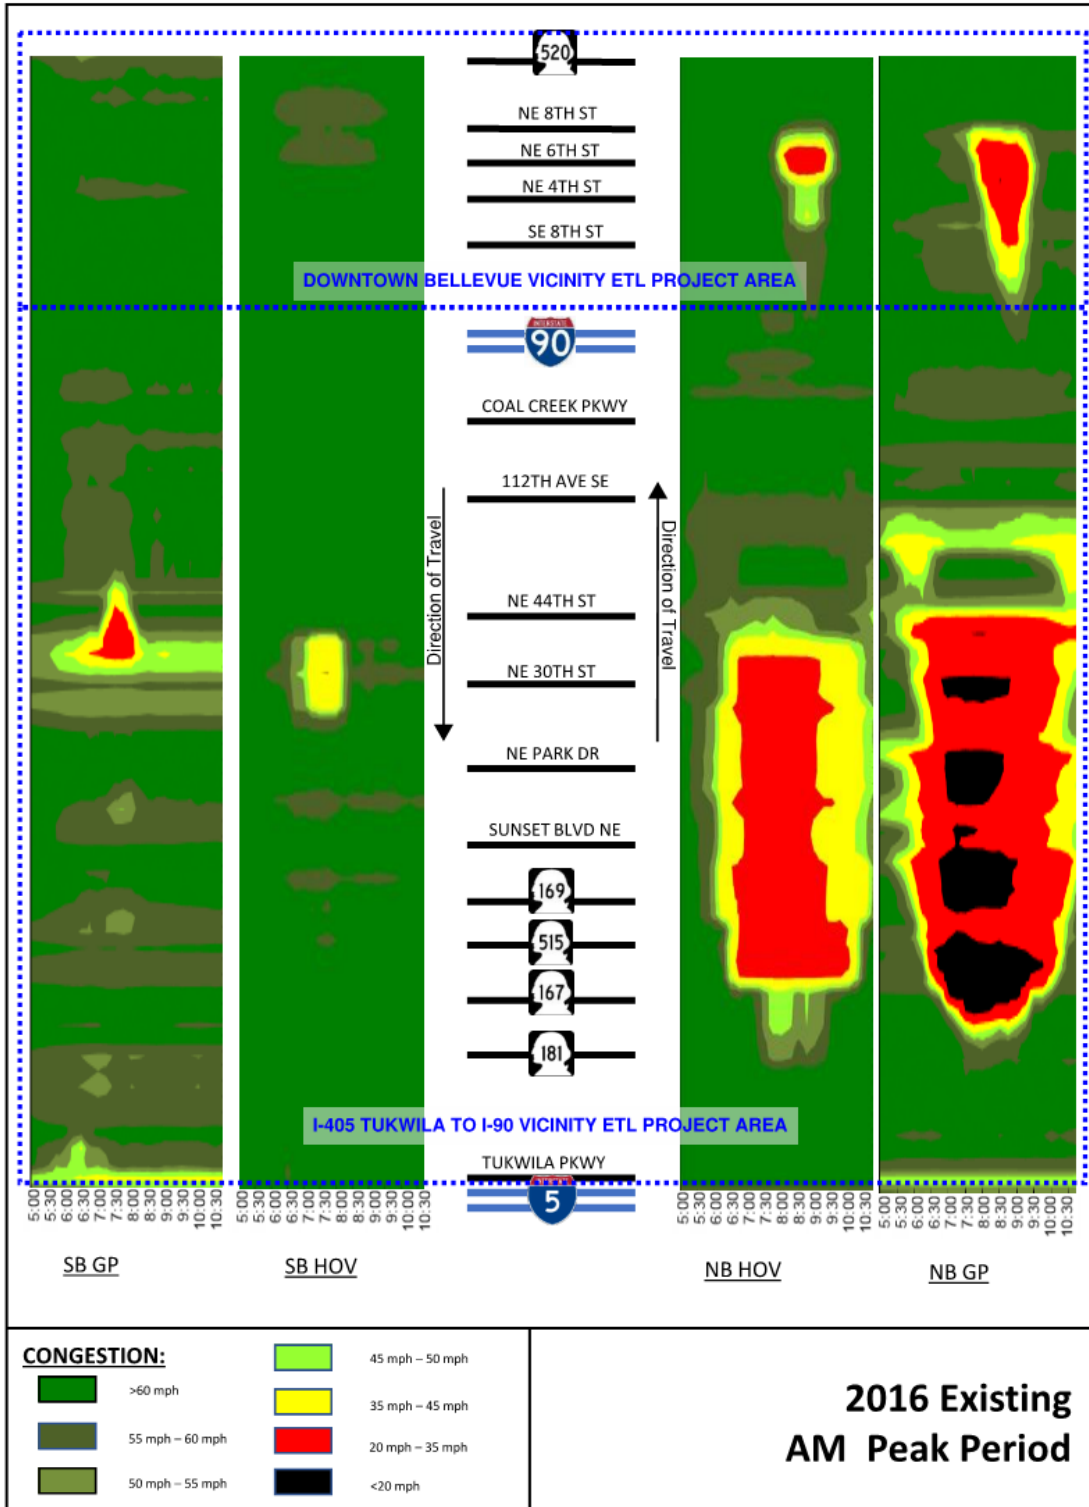 520
NE 8TH ST
NE 6TH ST
NE 4TH ST
SE 8TH ST
DOWNTOWN BELLEVUE VICINITY ETL PROJECT AREA
INTERSTATE
90
COAL CREEK PKWY
112TH AVE SE
Direction of Travel
Direction of Travel
NE 44TH ST
NE 30TH ST
NE PARK DR
SUNSET BLVD NE
169
515
167
181
I-405 TUKWILA TO I-90 VICINITY ETL PROJECT AREA
TUKWILA PKWY
5
5:00 5:30 6:00 6:30 7:00 7:30 8:00 8:30 9:00 9:30 10:00 10:30
5:00 5:30 6:00 6:30 7:00 7:30 8:00 8:30 9:00 9:30 10:00 10:30
5:00 5:30 6:00 6:30 7:00 7:30 8:00 8:30 9:00 9:30 10:00 10:30
5:00 5:30 6:00 6:30 7:00 7:30 8:00 8:30 9:00 9:30 10:00 10:30
SB GP
SB HOV
NB HOV
NB GP
CONGESTION:
>60 mph
55 mph – 60 mph
50 mph – 55 mph
45 mph – 50 mph
35 mph – 45 mph
20 mph – 35 mph
<20 mph
2016 Existing
AM Peak Period